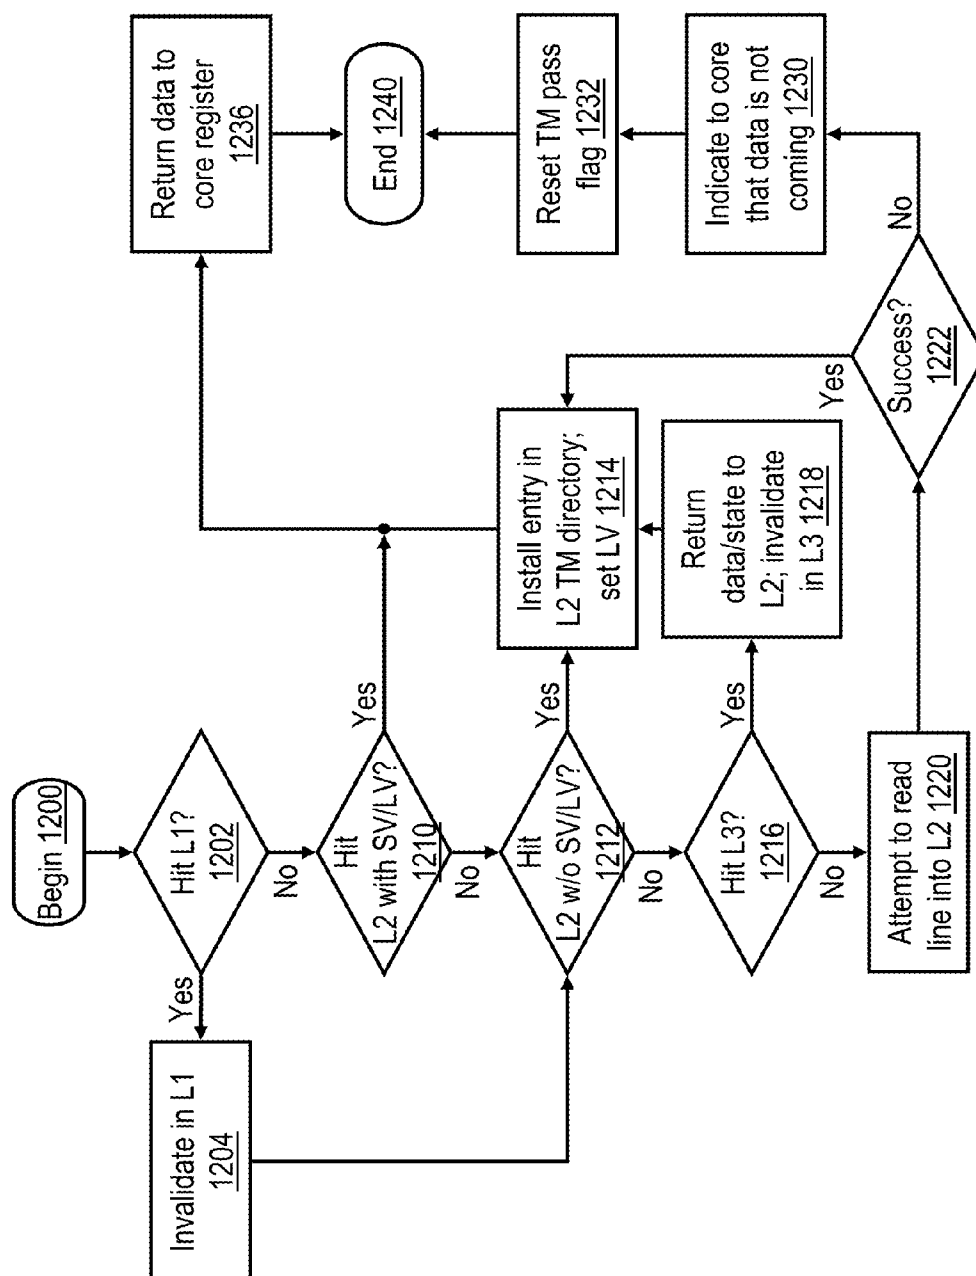 Begin 1200
Hit L1?
1202
Yes
No
Invalidate in L1
1204
Hit
L2 with SV/LV?
1210
Yes
No
Hit
L2 w/o SV/LV?
1212
Yes
No
Install entry in
L2 TM directory;
set LV 1214
Hit L3?
1216
Yes
No
Return
data/state to
L2; invalidate
in L3 1218
Attempt to read
line into L2 1220
Success?
1222
Yes
No
Indicate to core
that data is not
coming 1230
Reset TM pass
flag 1232
Return data to
core register
1236
End 1240